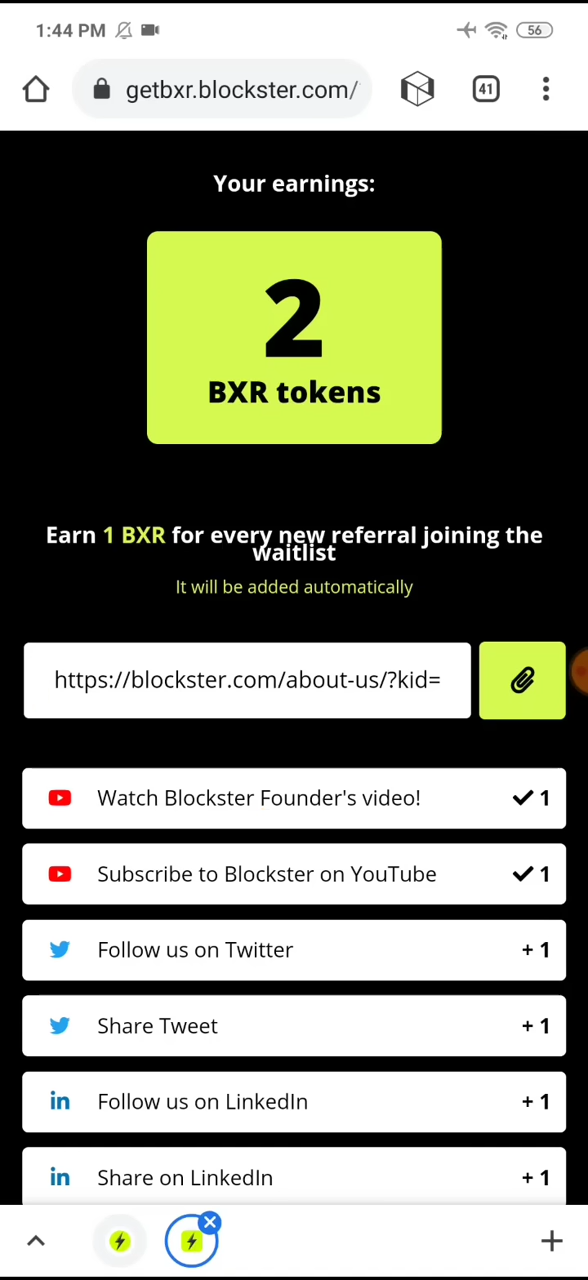 1:44 PM
56
getbxr.blockster.com/
41
Your earnings:
2
BXR tokens
Earn 1 BXR for every new referral joining the
waitlist
It will be added automatically
https://blockster.com/about-us/?kid=
Watch Blockster Founder's video! 1
Subscribe to Blockster on YouTube 1
Follow us on Twitter + 1
Share Tweet + 1
in Follow us on LinkedIn + 1
in Share on LinkedIn + 1